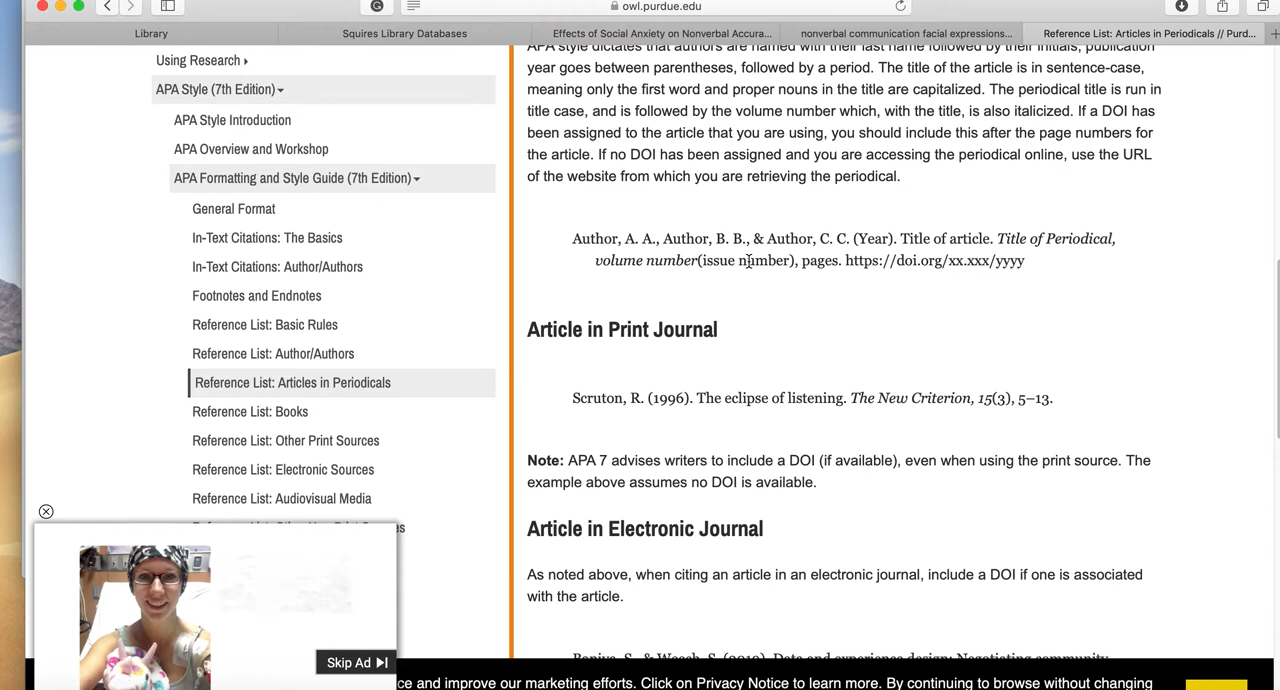 owl.purdue.edu
Library
Squires Library Databases
Effects of Social Anxiety on Nonverbal Accura...
nonverbal communication facial expressions...
Reference List: Articles in Periodicals // Purd...
Using Research
APA Style (7th Edition)
APA Style Introduction
APA Overview and Workshop
APA Formatting and Style Guide (7th Edition)
General Format
In-Text Citations: The Basics
In-Text Citations: Author/Authors
Footnotes and Endnotes
Reference List: Basic Rules
Reference List: Author/Authors
Reference List: Articles in Periodicals
Reference List: Books
Reference List: Other Print Sources
Reference List: Electronic Sources
Reference List: Audiovisual Media
APA style dictates that authors are named with their last name followed by their initials; publication
year goes between parentheses, followed by a period. The title of the article is in sentence-case,
meaning only the first word and proper nouns in the title are capitalized. The periodical title is run in
title case, and is followed by the volume number which, with the title, is also italicized. If a DOI has
been assigned to the article that you are using, you should include this after the page numbers for
the article. If no DOI has been assigned and you are accessing the periodical online, use the URL
of the website from which you are retrieving the periodical.
Author, A. A., Author, B. B., & Author, C. C. (Year). Title of article. Title of Periodical,
volume number(issue number), pages. https://doi.org/xx.xxx/yyyy
Article in Print Journal
Scruton, R. (1996). The eclipse of listening. The New Criterion, 15(3), 5–13.
Note: APA 7 advises writers to include a DOI (if available), even when using the print source. The
example above assumes no DOI is available.
Article in Electronic Journal
As noted above, when citing an article in an electronic journal, include a DOI if one is associated
with the article.
Skip Ad
ce and improve our marketing efforts. Click on Privacy Notice to learn more. By continuing to browse without changing